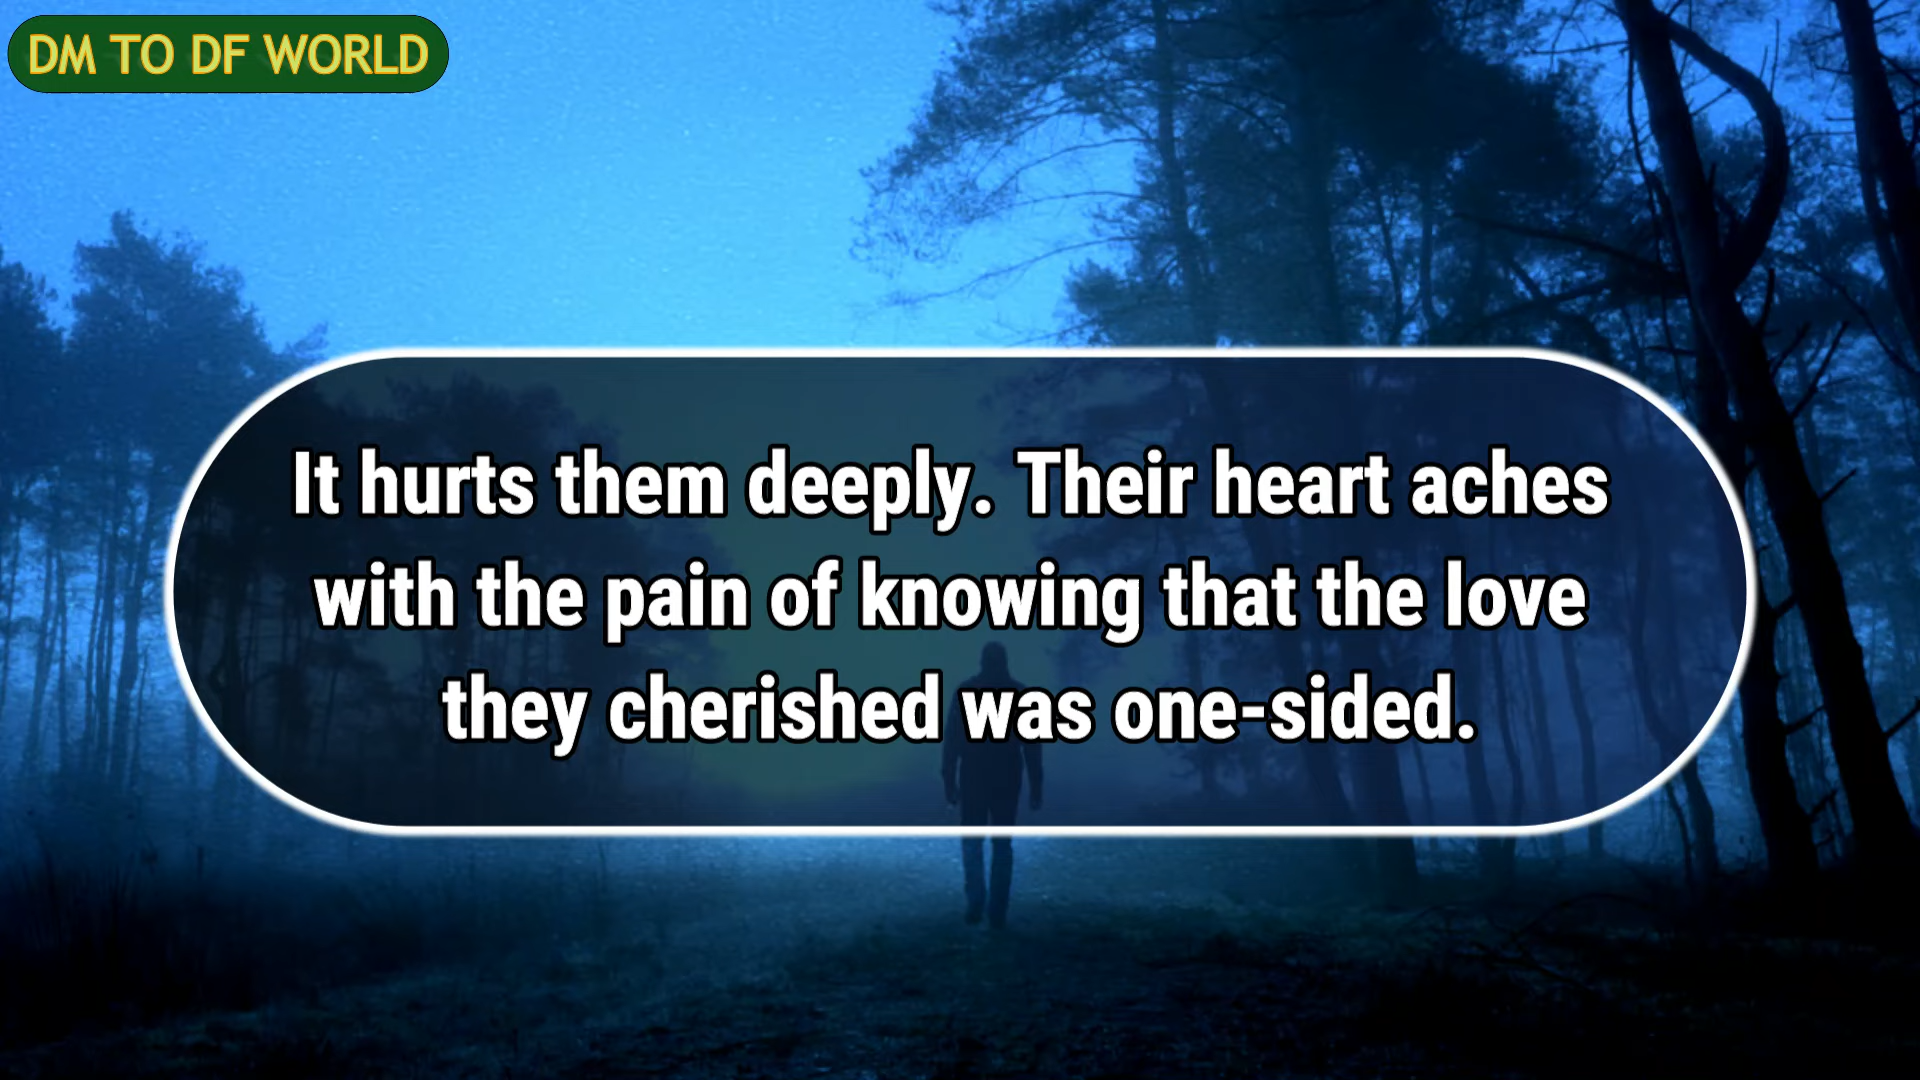 DM TO DF WORLD
It hurts them deeply. Their heart aches
with the pain of knowing that the love
they cherished was one-sided.